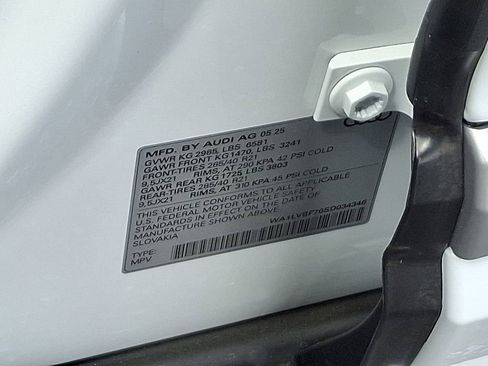 MFD. BY AUDI AG 05 25
GVWR KG 2985, LBS 6581
GAWR FRONT KG 1470, LBS 3241
FRONT-TIRES 285/40 R21
9.5JX21 RIMS, AT 290 KPA 42 PSI COLD
GAWR REAR KG 1725 LBS 3803
REAR-TIRES 285/40 R21
9.5JX21 RIMS, AT 310 KPA 45 PSI COLD
THIS VEHICLE CONFORMS TO ALL APPLICABLE
U.S. FEDERAL MOTOR VEHICLE SAFETY
STANDARDS IN EFFECT ON THE DATE OF
MANUFACTURE SHOWN ABOVE
SLOVAKIA WA1LVBF70SD034346
TYPE:
MPV